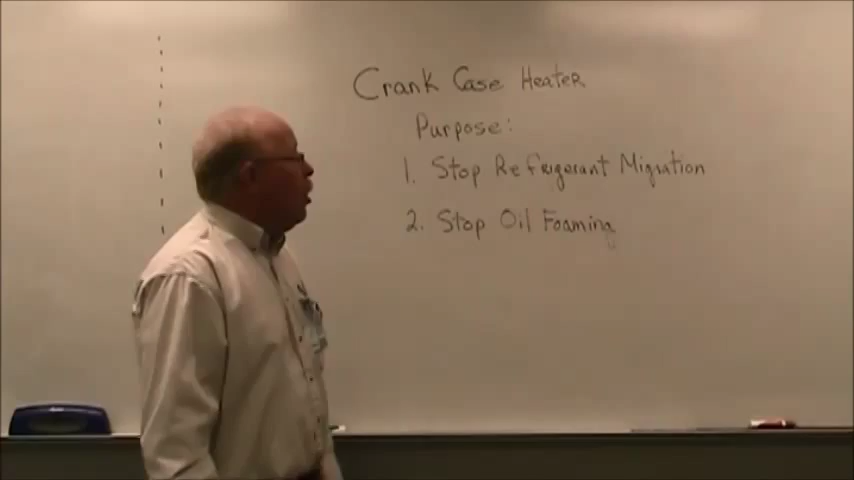 Crank Case Heater
Purpose:
1. Stop Refrigerant Migration
2. Stop Oil Foaming